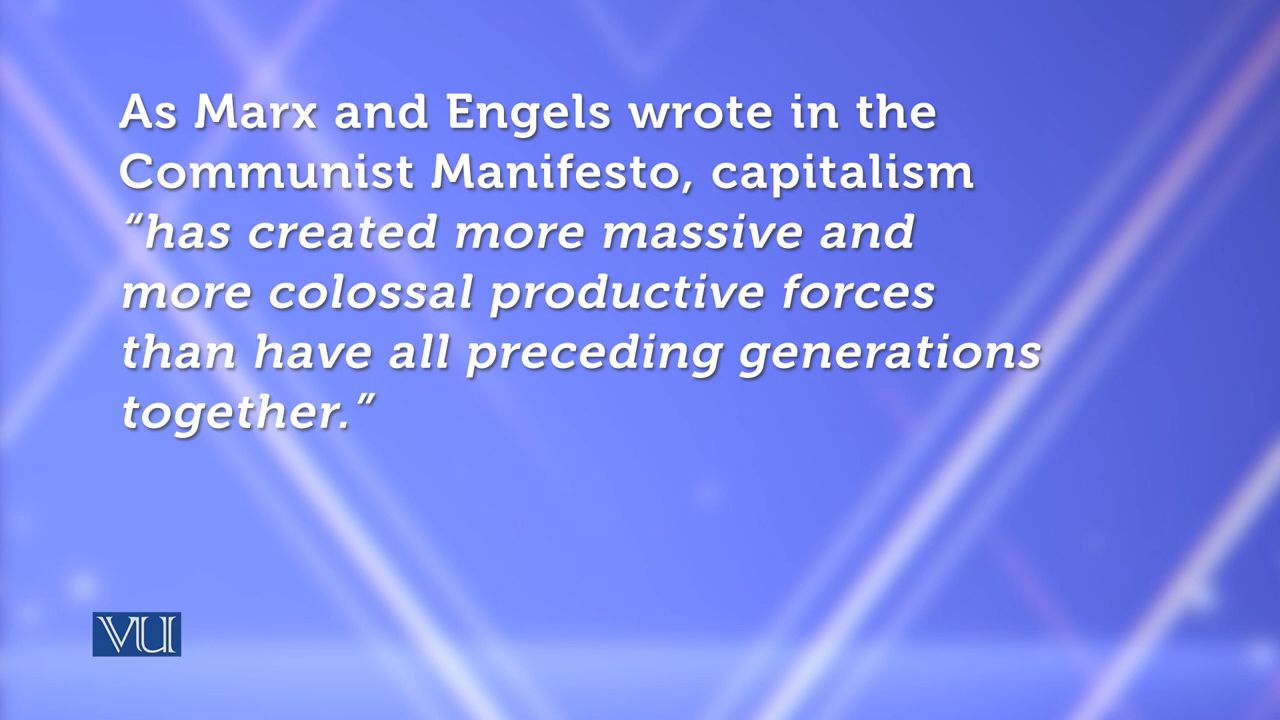 As Marx and Engels wrote in the
Communist Manifesto, capitalism
“has created more massive and
more colossal productive forces
than have all preceding generations
together.”
VU